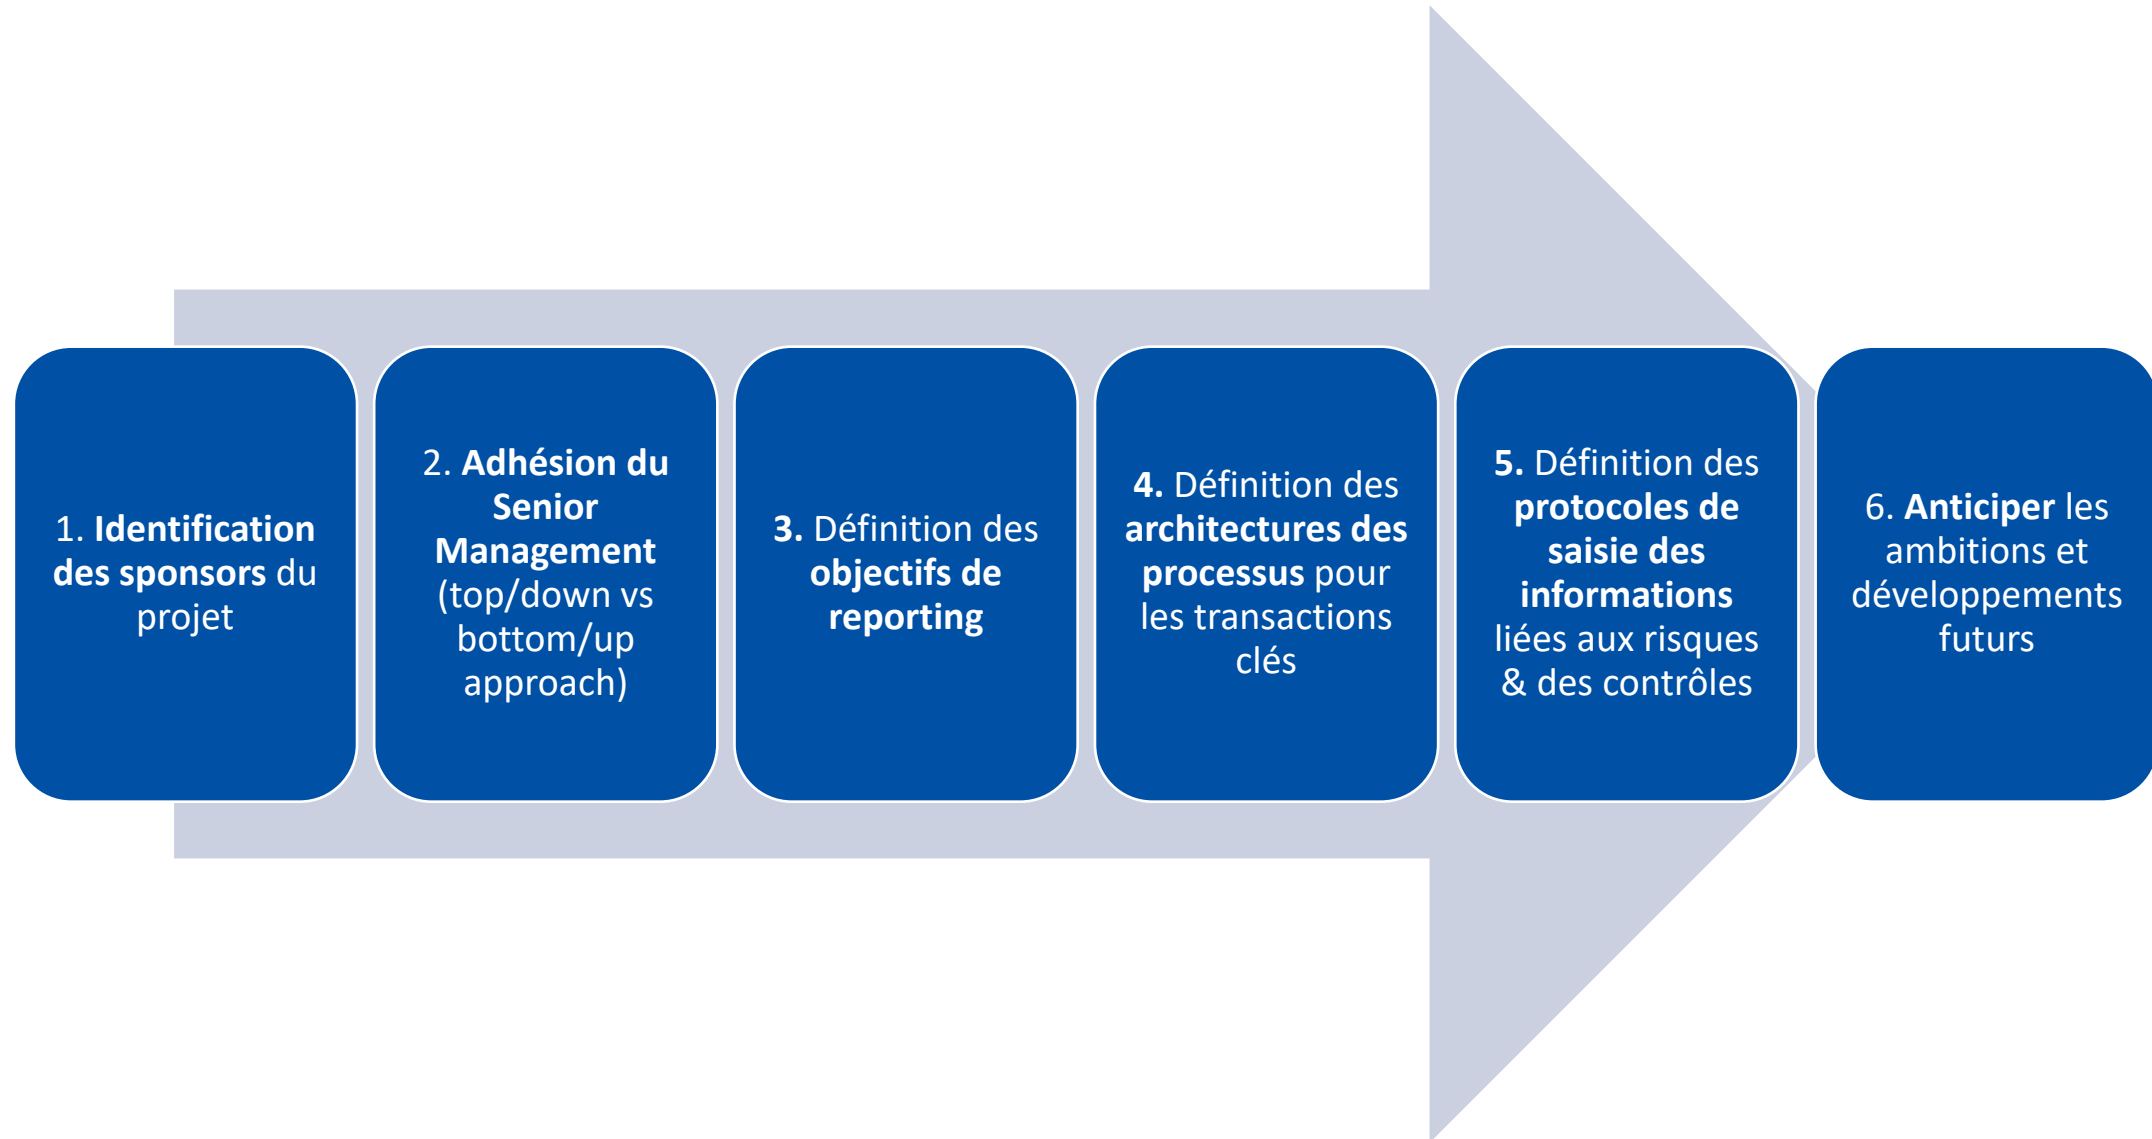 1. Identification
des sponsors du
projet
2. Adhésion du
Senior
Management
(top/down vs
bottom/up
approach)
3. Définition des
objectifs de
reporting
4. Définition des
architectures des
processus pour
les transactions
clés
5. Définition des
protocoles de
saisie des
informations
liées aux risques
& des contrôles
6. Anticiper les
ambitions et
développements
futurs